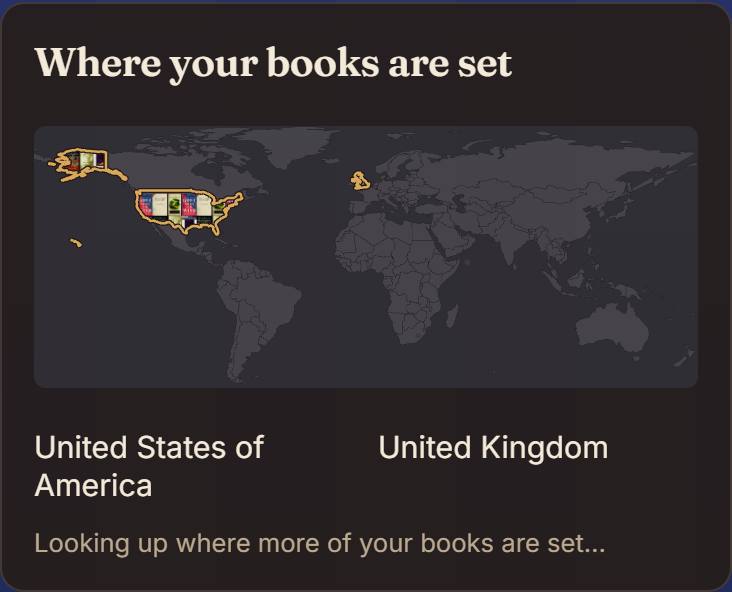 Where your books are set
United States of
America
United Kingdom
Looking up where more of your books are set...